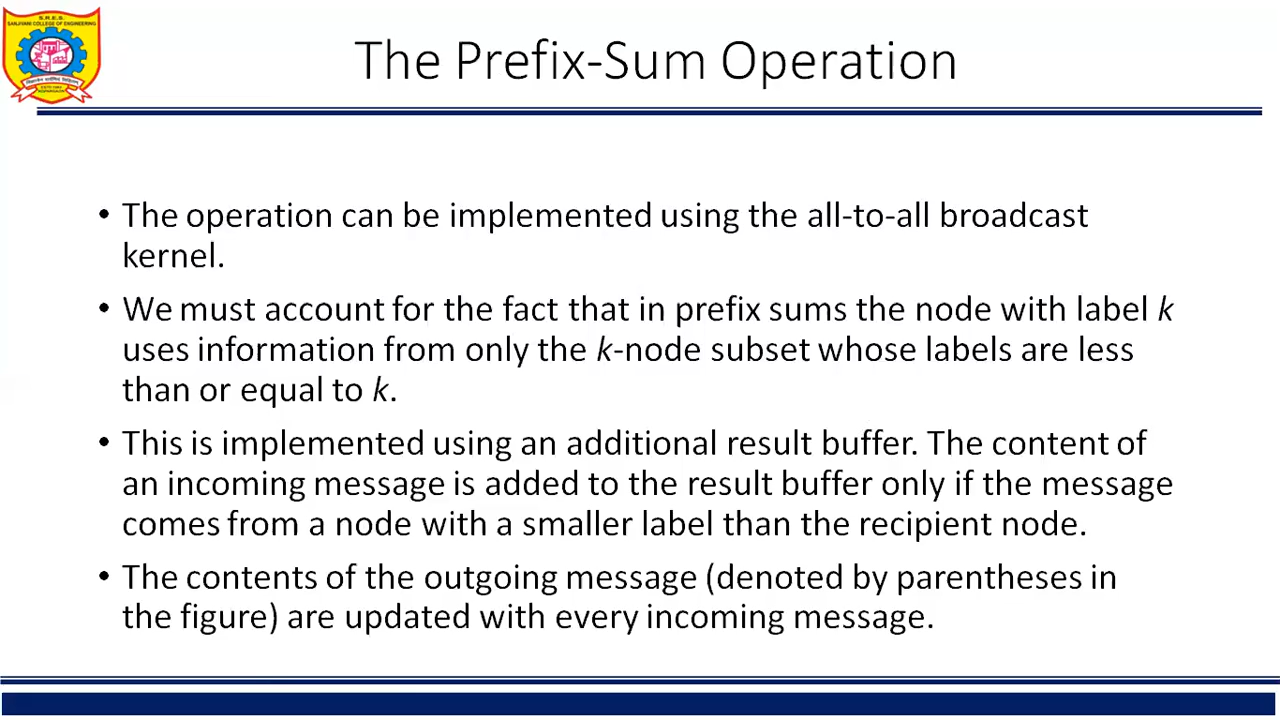 S.R.E.S.
SANJIVANI COLLEGE OF ENGINEERING
The Prefix-Sum Operation
• The operation can be implemented using the all-to-all broadcast
kernel.
• We must account for the fact that in prefix sums the node with label k
uses information from only the k-node subset whose labels are less
than or equal to k.
• This is implemented using an additional result buffer. The content of
an incoming message is added to the result buffer only if the message
comes from a node with a smaller label than the recipient node.
• The contents of the outgoing message (denoted by parentheses in
the figure) are updated with every incoming message.